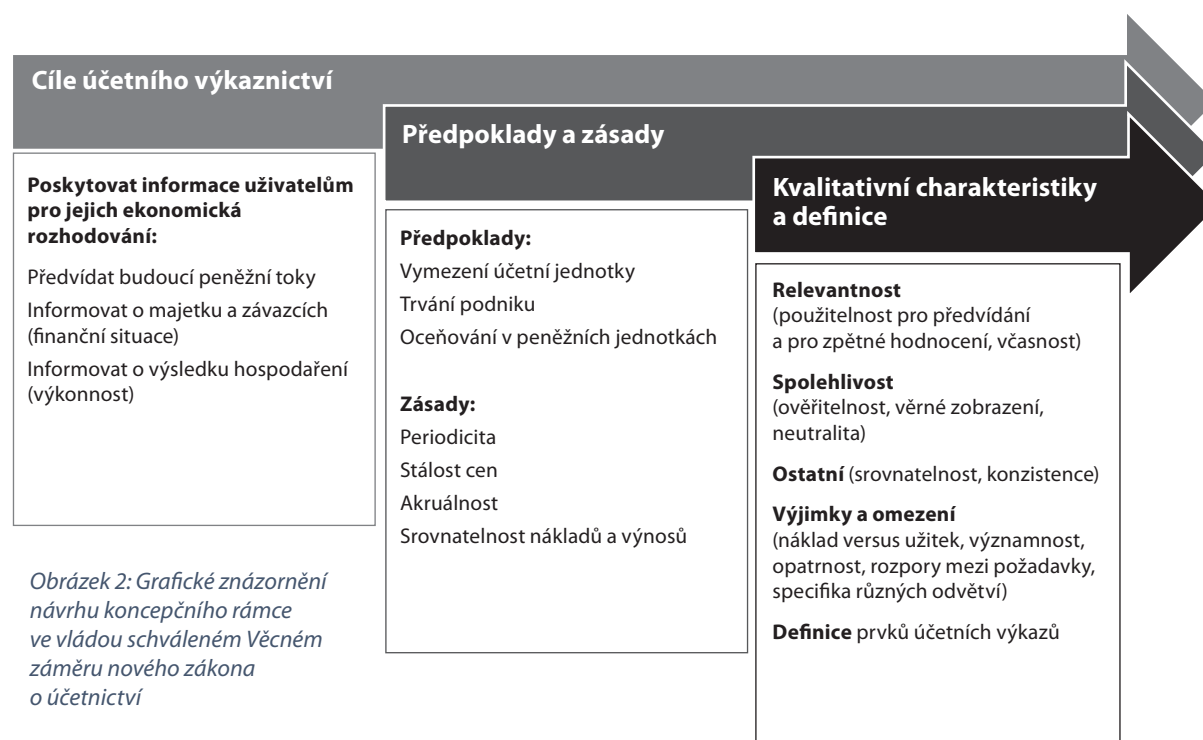 Cíle účetního výkaznictví
Poskytovat informace uživatelům
pro jejich ekonomická
rozhodování:
Předvídat budoucí peněžní toky
Informovat o majetku a závazcích
(finanční situace)
Informovat o výsledku hospodaření
(výkonnost)
Předpoklady a zásady
Předpoklady:
Vymezení účetní jednotky
Trvání podniku
Oceňování v peněžních jednotkách
Zásady:
Periodicita
Stálost cen
Akruálnost
Srovnatelnost nákladů a výnosů
Kvalitativní charakteristiky
a definice
Relevantnost
(použitelnost pro předvídání
a pro zpětné hodnocení, včasnost)
Spolehlivost
(ověřitelnost, věrné zobrazení,
neutralita)
Ostatní (srovnatelnost, konzistence)
Výjimky a omezení
(náklad versus užitek, významnost,
opatrnost, rozpory mezi požadavky,
specifika různých odvětví)
Definice prvků účetních výkazů
Obrázek 2: Grafické znázornění
návrhu koncepčního rámce
ve vládou schváleném Věcném
záměru nového zákona
o účetnictví